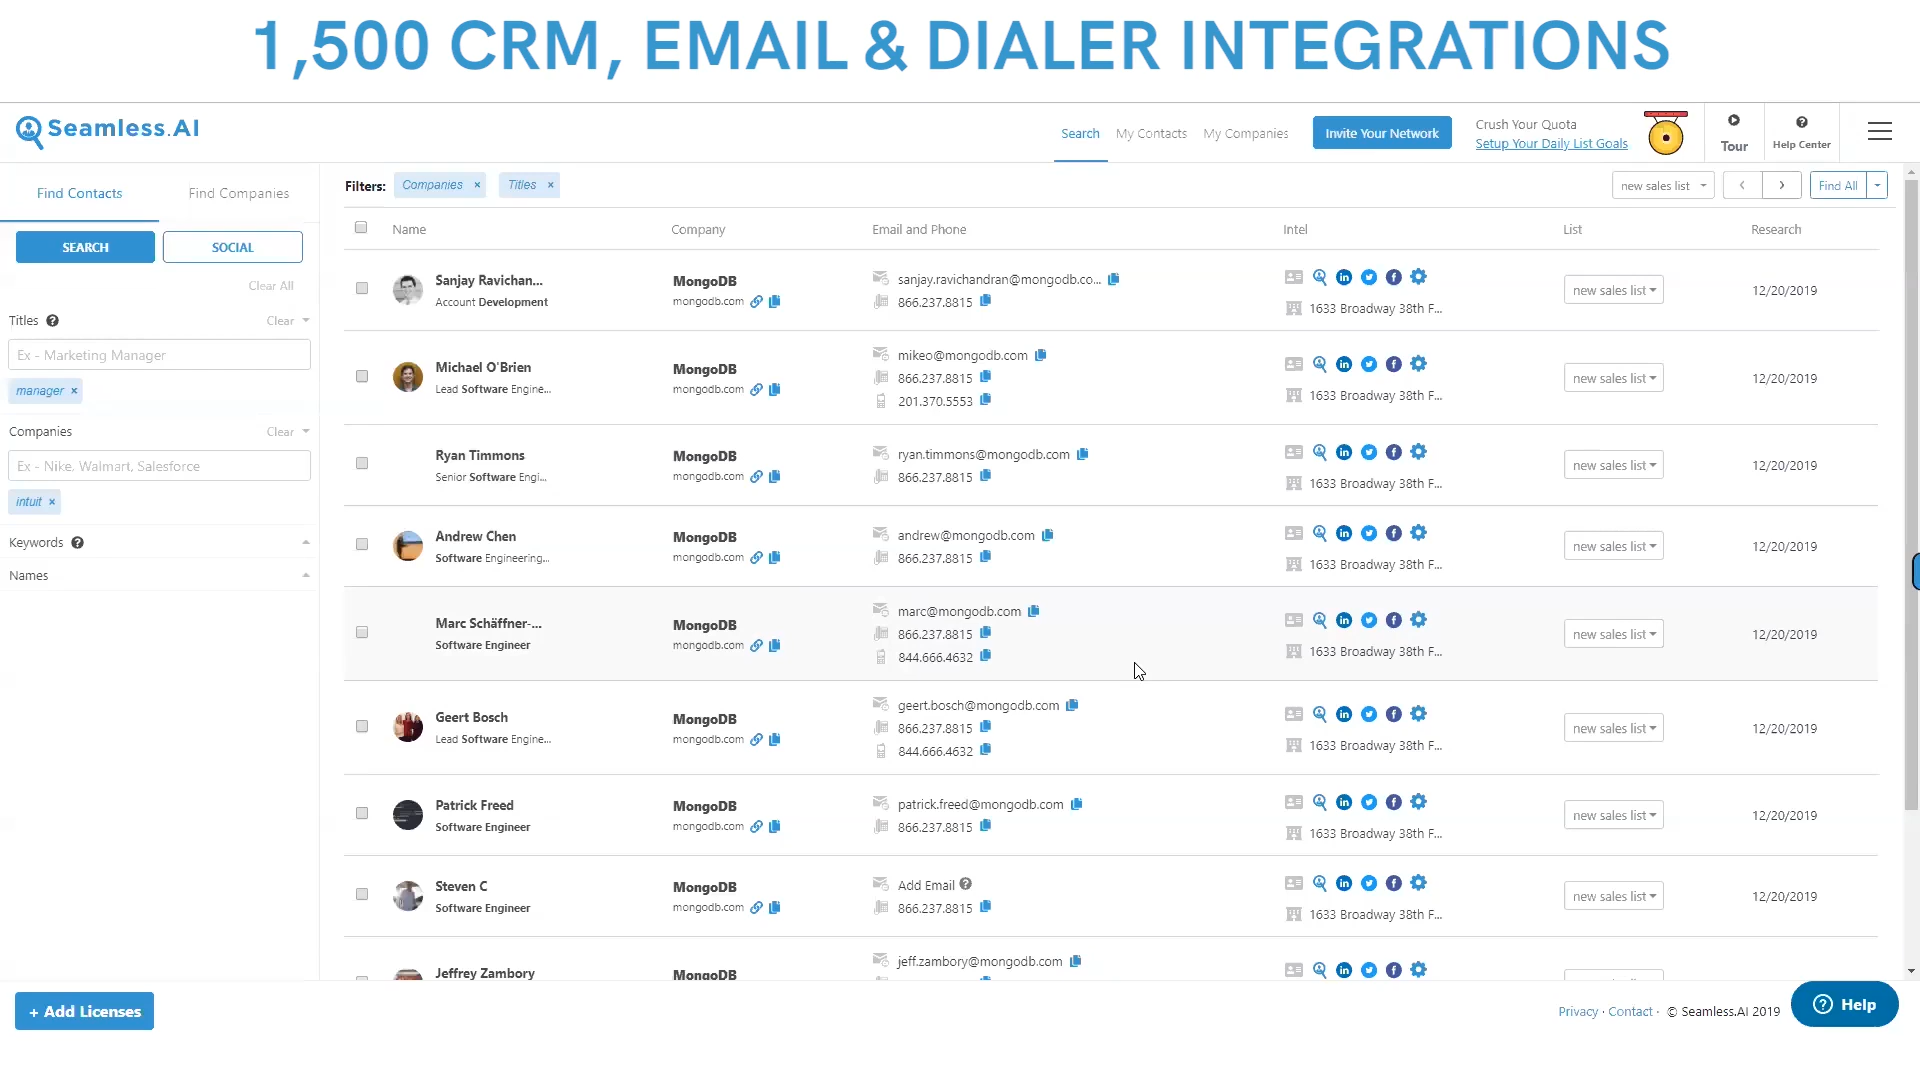 1,500 CRM, EMAIL & DIALER INTEGRATIONS
Seamless.AI
Search
My Contacts
My Companies
Invite Your Network
Crush Your Quota
Setup Your Daily List Goals
Tour
Help Center
Find Contacts
Find Companies
SEARCH
SOCIAL
Clear All
Titles
Clear
Ex - Marketing Manager
manager ×
Companies
Clear
Ex - Nike, Walmart, Salesforce
intuit ×
Keywords
Names
Filters:
Companies ×
Titles ×
new sales list
Find All
Name
Company
Email and Phone
Intel
List
Research
Sanjay Ravichan...
Account Development
MongoDB
mongodb.com
sanjay.ravichandran@mongodb.co...
866.237.8815
1633 Broadway 38th F...
new sales list
12/20/2019
Michael O'Brien
Lead Software Engine...
MongoDB
mongodb.com
mikeo@mongodb.com
866.237.8815
201.370.5553
1633 Broadway 38th F...
new sales list
12/20/2019
Ryan Timmons
Senior Software Engi...
MongoDB
mongodb.com
ryan.timmons@mongodb.com
866.237.8815
1633 Broadway 38th F...
new sales list
12/20/2019
Andrew Chen
Software Engineering...
MongoDB
mongodb.com
andrew@mongodb.com
866.237.8815
1633 Broadway 38th F...
new sales list
12/20/2019
Marc Schäffner-...
Software Engineer
MongoDB
mongodb.com
marc@mongodb.com
866.237.8815
844.666.4632
1633 Broadway 38th F...
new sales list
12/20/2019
Geert Bosch
Lead Software Engine...
MongoDB
mongodb.com
geert.bosch@mongodb.com
866.237.8815
844.666.4632
1633 Broadway 38th F...
new sales list
12/20/2019
Patrick Freed
Software Engineer
MongoDB
mongodb.com
patrick.freed@mongodb.com
866.237.8815
1633 Broadway 38th F...
new sales list
12/20/2019
Steven C
Software Engineer
MongoDB
mongodb.com
Add Email
866.237.8815
1633 Broadway 38th F...
new sales list
12/20/2019
Jeffrey Zambory
MongoDB
jeff.zambory@mongodb.com
+ Add Licenses
Privacy · Contact · © Seamless.AI 2019
Help